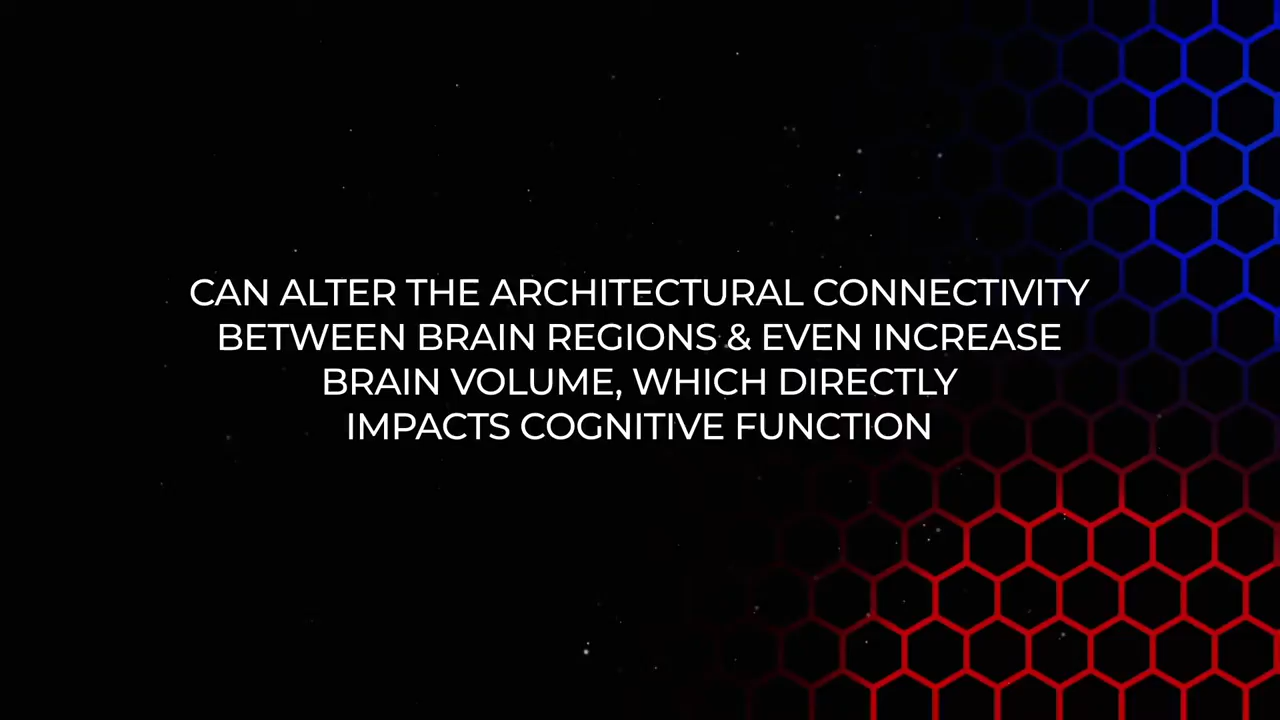 CAN ALTER THE ARCHITECTURAL CONNECTIVITY
BETWEEN BRAIN REGIONS & EVEN INCREASE
BRAIN VOLUME, WHICH DIRECTLY
IMPACTS COGNITIVE FUNCTION